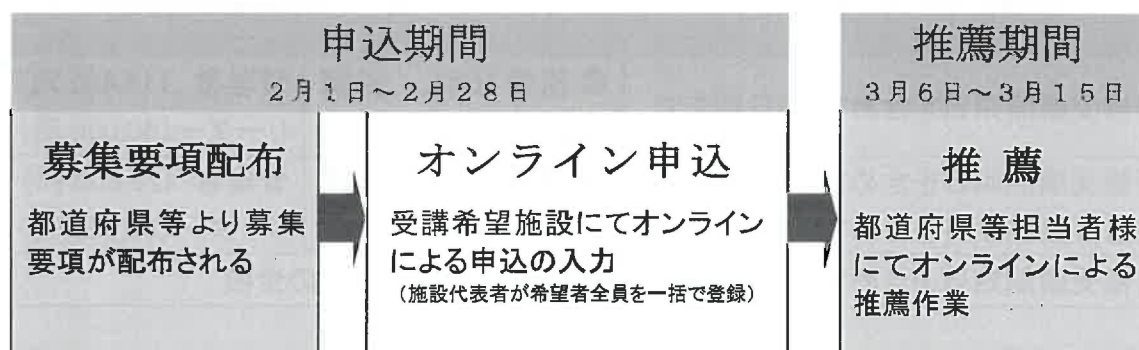 申込期間
2月1日～2月28日
募集要項配布
都道府県等より募集
要項が配布される
オンライン申込
受講希望施設にてオンライン
による申込の入力
（施設代表者が希望者全員を一括で登録）
推薦期間
3月6日～3月15日
推薦
都道府県等担当者様
にてオンラインによる
推薦作業